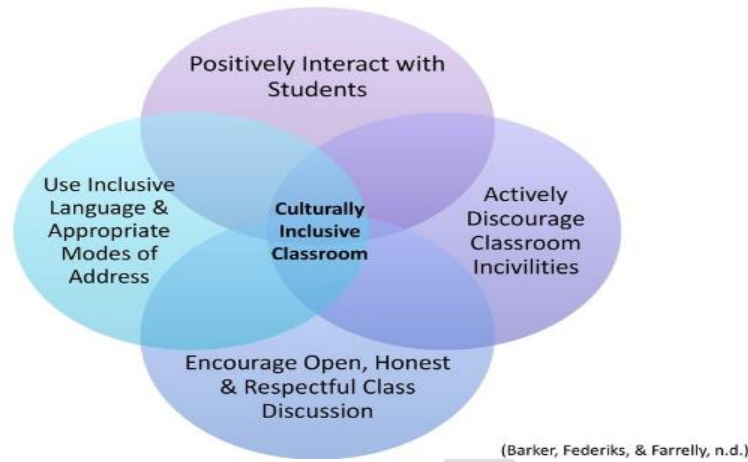 Positively Interact with
Students
Use Inclusive
Language &
Appropriate
Modes of
Address
Culturally
Inclusive
Classroom
Actively
Discourage
Classroom
Incivilities
Encourage Open, Honest
& Respectful Class
Discussion
(Barker, Federiks, & Farrelly, n.d.)